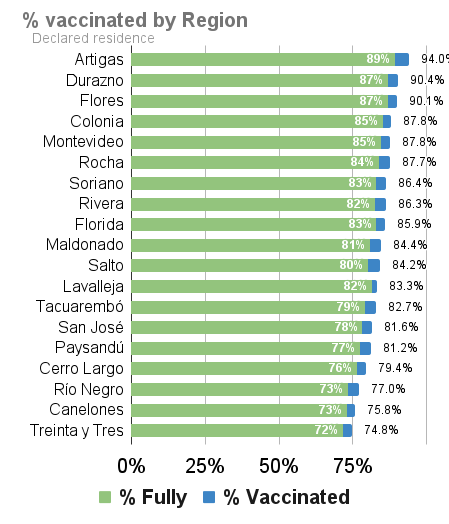 % vaccinated by Region
Declared residence
Artigas 89% 94.0%
Durazno 87% 90.4%
Flores 87% 90.1%
Colonia 85% 87.8%
Montevideo 85% 87.8%
Rocha 84% 87.7%
Soriano 83% 86.4%
Rivera 82% 86.3%
Florida 83% 85.9%
Maldonado 81% 84.4%
Salto 80% 84.2%
Lavalleja 82% 83.3%
Tacuarembó 79% 82.7%
San José 78% 81.6%
Paysandú 77% 81.2%
Cerro Largo 76% 79.4%
Río Negro 73% 77.0%
Canelones 73% 75.8%
Treinta y Tres 72% 74.8%
0% 25% 50% 75%
% Fully % Vaccinated